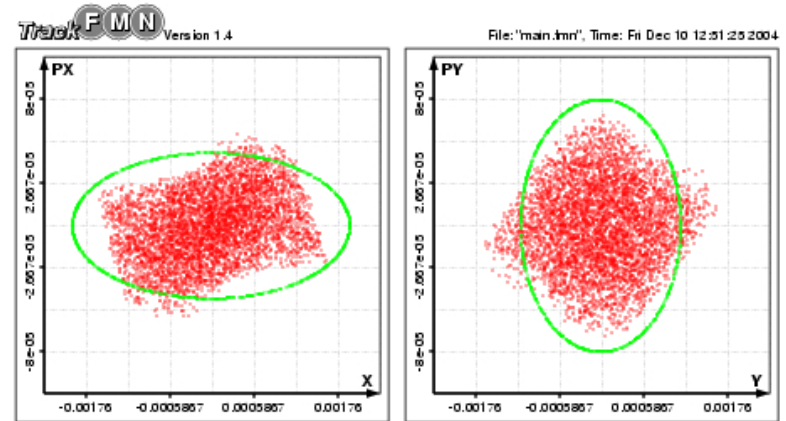 Track FMN Version 1.4 File: "main.fmn", Time: Fri Dec 10 12:51:25 2004
PX
8e-05
2.667e-05
-2.667e-05
-8e-05
X
-0.00176 -0.0005867 0.0005867 0.00176
PY
8e-05
2.667e-05
-2.667e-05
-8e-05
Y
-0.00176 -0.0005867 0.0005867 0.00176